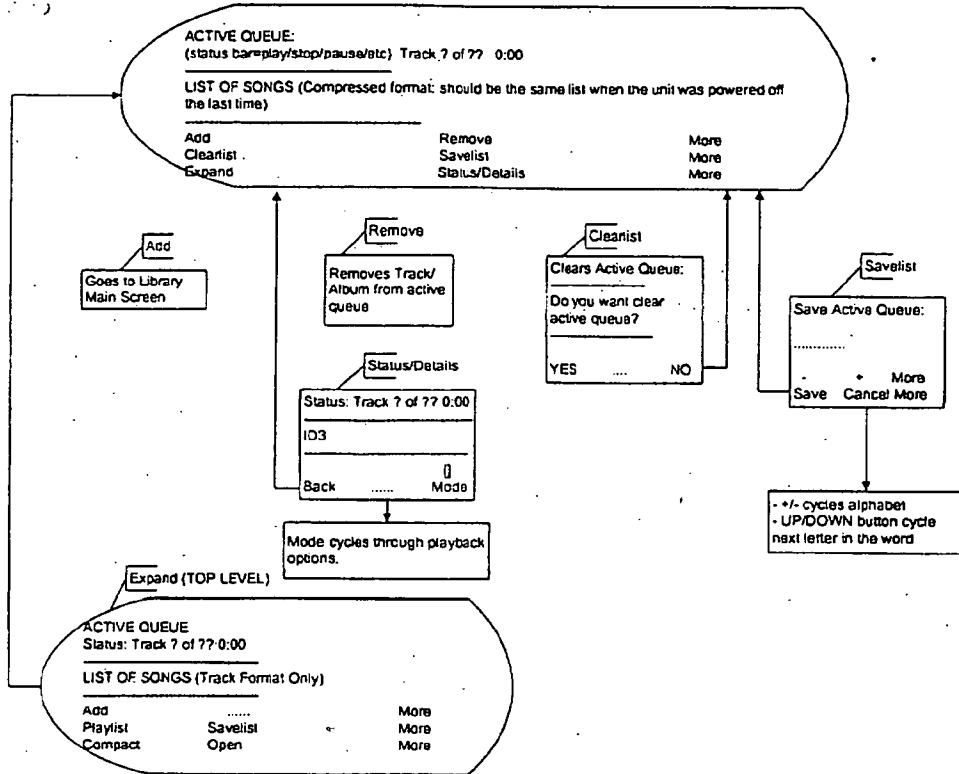 ACTIVE QUEUE:
(status bar=play/stop/pause/etc) Track ? of ?? 0:00
LIST OF SONGS (Compressed format: should be the same list when the unit was powered off
the last time)
Add Remove More
Clearlist Savelist More
Expand Status/Details More
Add
Goes to Library
Main Screen
Remove
Removes Track/
Album from active
queue
Clearlist
Clears Active Queue:
Do you want clear
active queue?
YES .... NO
Savelist
Save Active Queue:
.............
- + More
Save Cancel More
- +/- cycles alphabet
- UP/DOWN button cycle
next letter in the word
Status/Details
Status: Track ? of ?? 0:00
ID3
[]
Back ...... Mode
Mode cycles through playback
options.
Expand (TOP LEVEL)
ACTIVE QUEUE
Status: Track ? of ?? 0:00
LIST OF SONGS (Track Format Only)
Add ...... More
Playlist Savelist More
Compact Open More